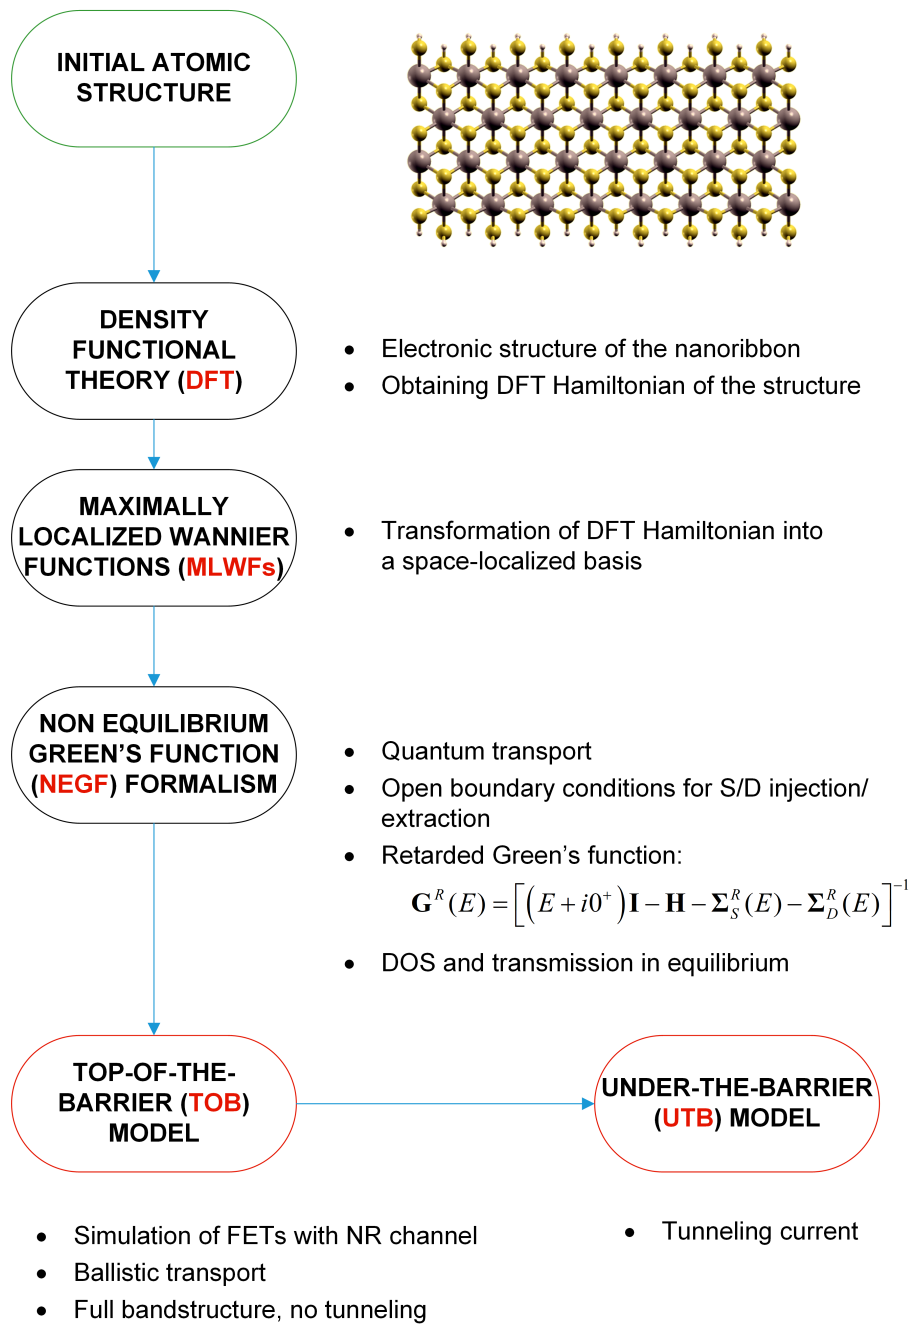 INITIAL ATOMIC
STRUCTURE
DENSITY
FUNCTIONAL
THEORY (DFT)
• Electronic structure of the nanoribbon
• Obtaining DFT Hamiltonian of the structure
MAXIMALLY
LOCALIZED WANNIER
FUNCTIONS (MLWFs)
• Transformation of DFT Hamiltonian into
a space-localized basis
NON EQUILIBRIUM
GREEN’S FUNCTION
(NEGF) FORMALISM
• Quantum transport
• Open boundary conditions for S/D injection/
extraction
• Retarded Green’s function:
G^R(E) = [(E + i0⁺)I − H − Σ_S^R(E) − Σ_D^R(E)]^−1
• DOS and transmission in equilibrium
TOP-OF-THE-
BARRIER (TOB)
MODEL
UNDER-THE-BARRIER
(UTB) MODEL
• Simulation of FETs with NR channel
• Ballistic transport
• Full bandstructure, no tunneling
• Tunneling current